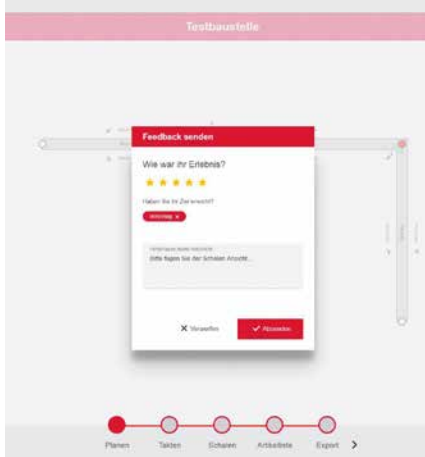 Testbaustelle
Feedback senden
Wie war Ihr Erlebnis?
Haben Sie Ihr Ziel erreicht?
Bitte fügen Sie der Schalen Ansicht...
Verwerfen
Absenden
Planen Takten Schalen Artikelliste Export